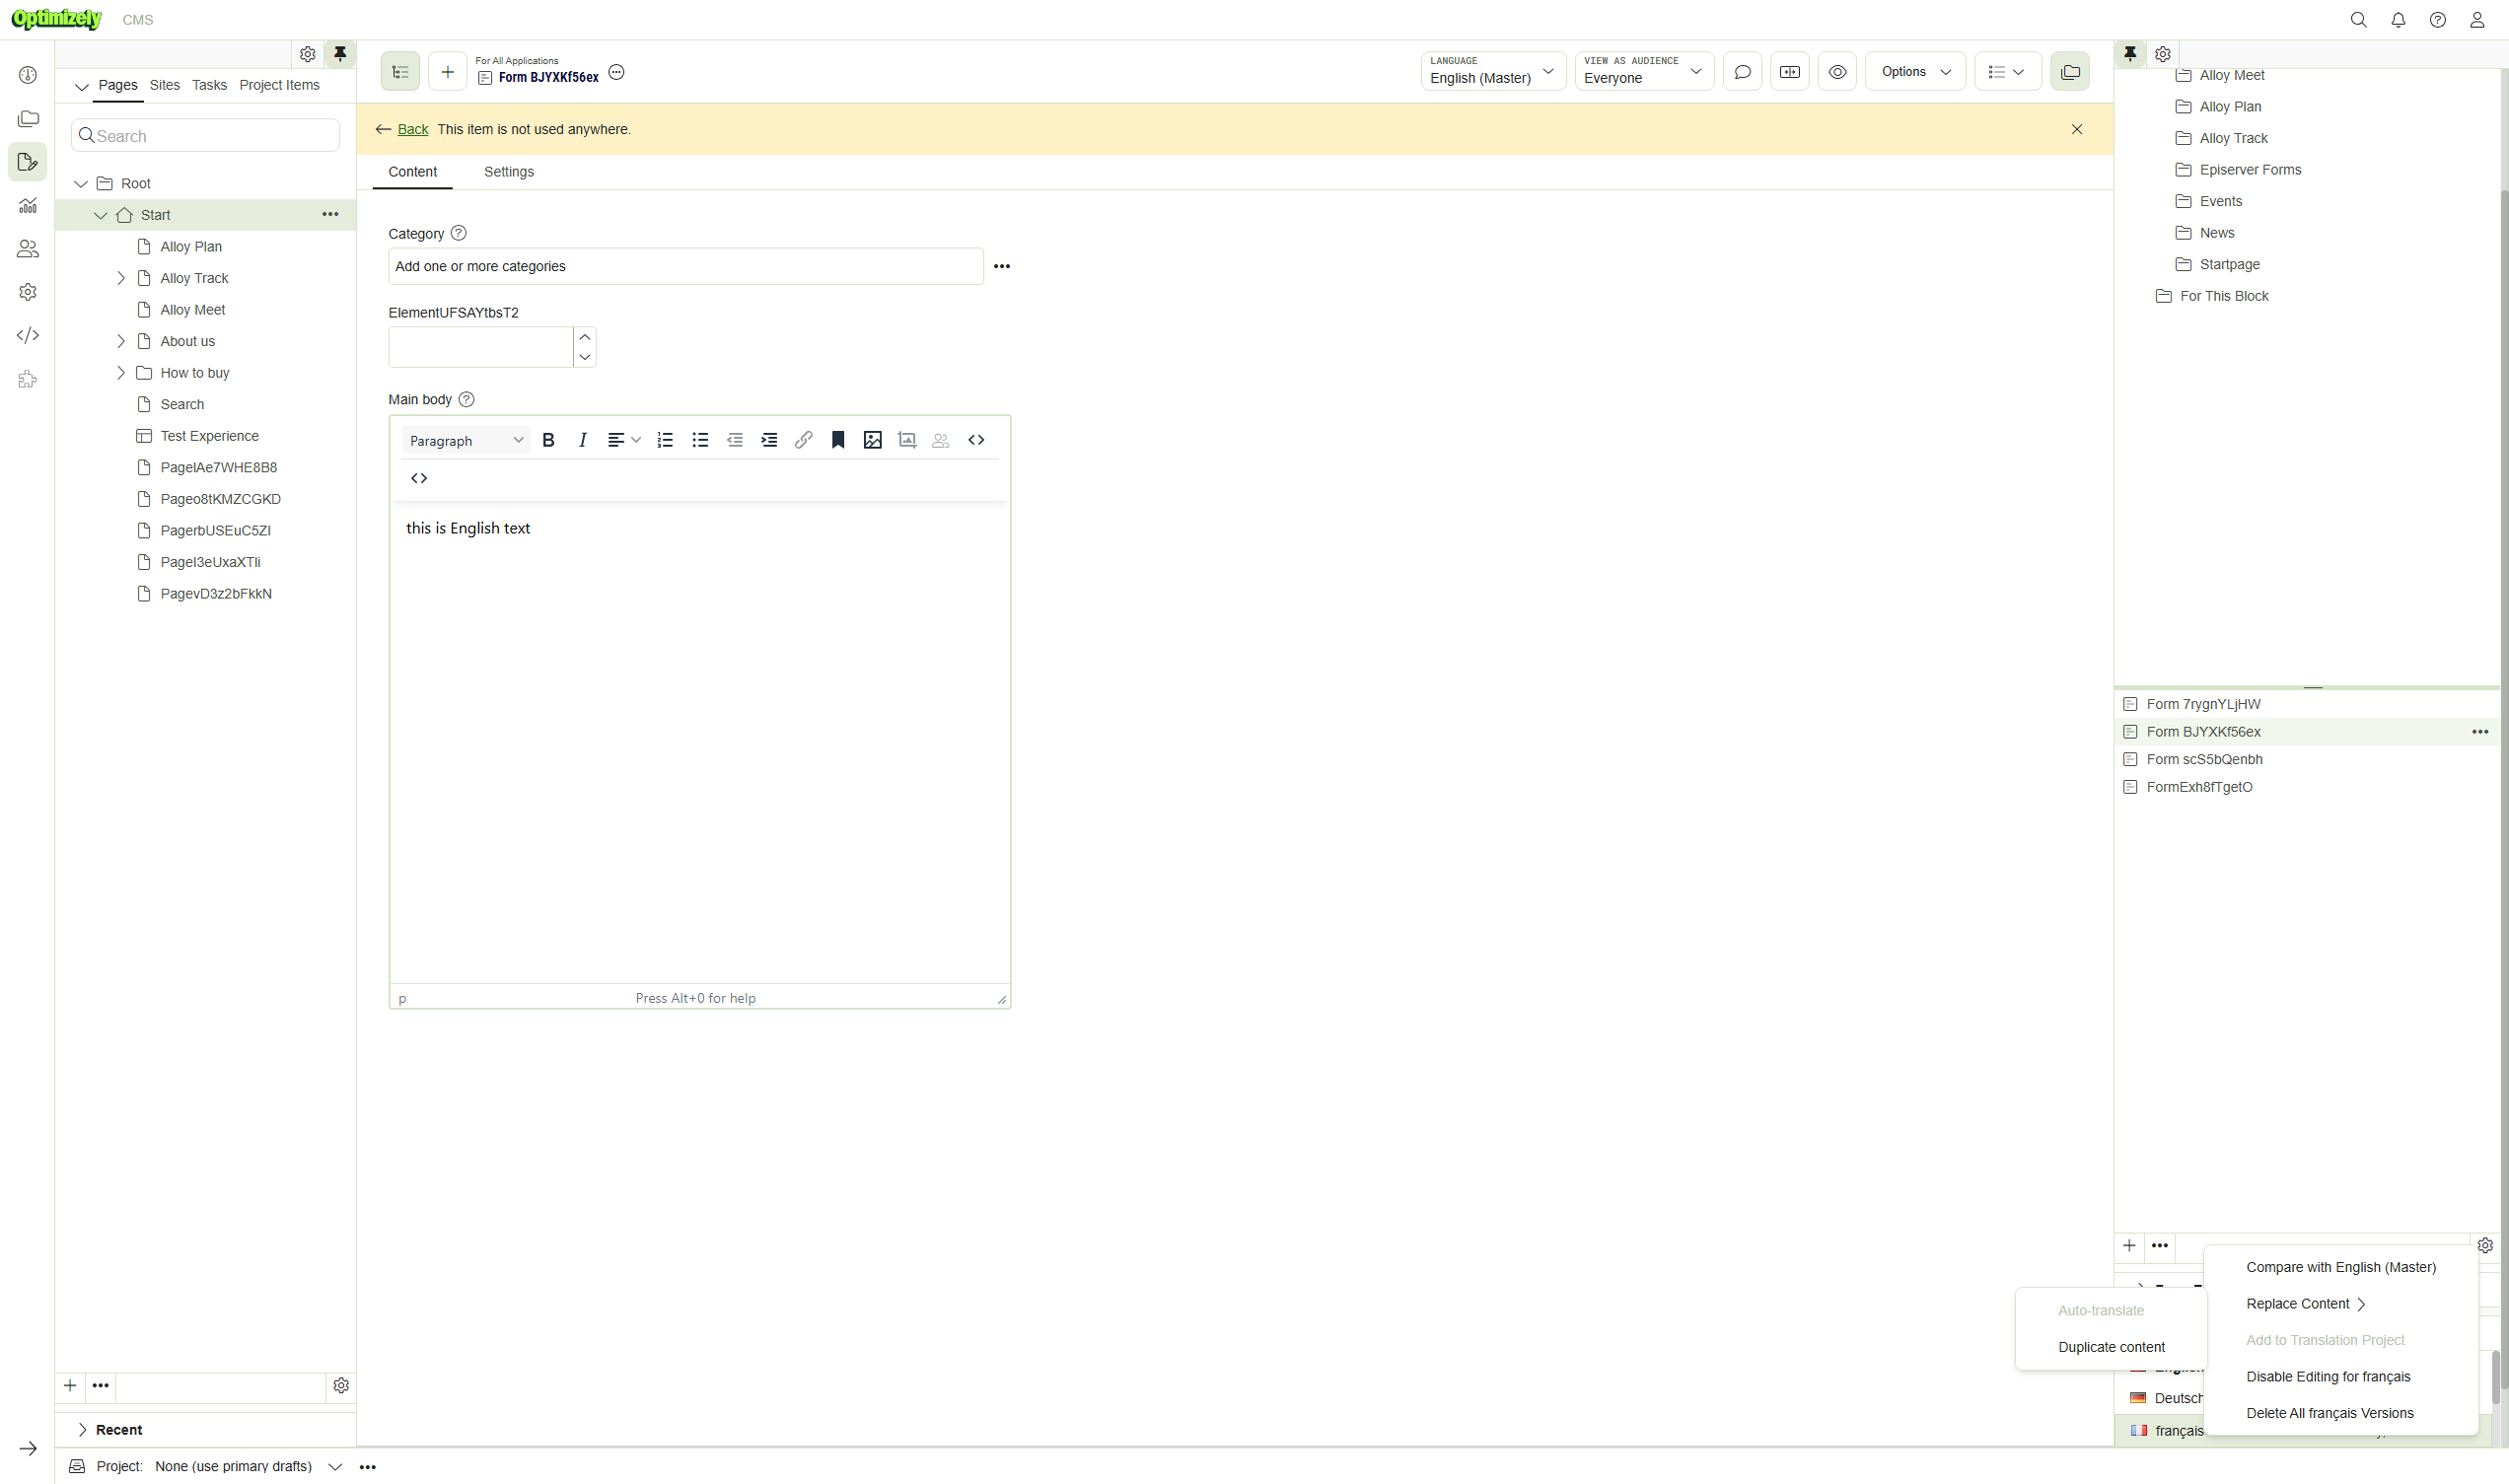 Optimizely CMS
Pages Sites Tasks Project Items
Search
Root
Start
Alloy Plan
Alloy Track
Alloy Meet
About us
How to buy
Search
Test Experience
PagelAe7WHE8B8
Pageo8tKMZCGKD
PagerbUSEuC5Zl
Pagel3eUxaXTli
PagevD3z2bFkkN
Recent
Project: None (use primary drafts)
For All Applications
Form BJYXKf56ex
LANGUAGE
English (Master)
VIEW AS AUDIENCE
Everyone
Options
Back This item is not used anywhere.
Content Settings
Category
Add one or more categories
ElementUFSAYtbsT2
Main body
Paragraph
this is English text
p Press Alt+0 for help
Alloy Meet
Alloy Plan
Alloy Track
Episerver Forms
Events
News
Startpage
For This Block
Form 7rygnYLjHW
Form BJYXKf56ex
Form scS5bQenbh
FormExh8fTgetO
Compare with English (Master)
Replace Content
Add to Translation Project
Disable Editing for français
Delete All français Versions
Auto-translate
Duplicate content
Deutsch
français